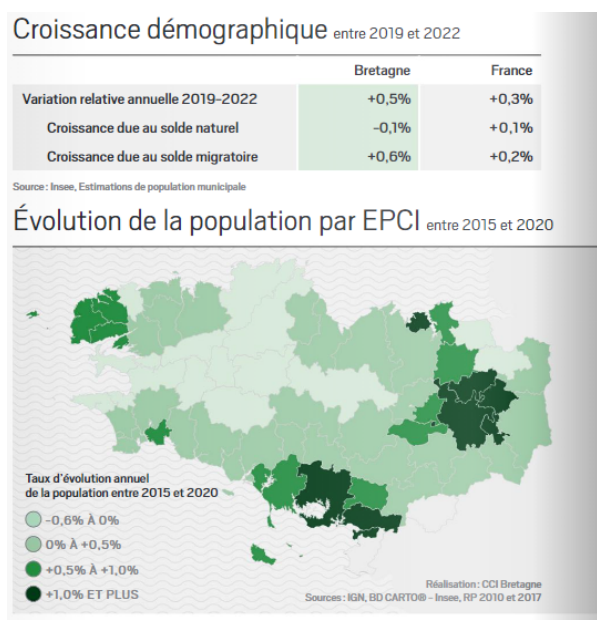 Croissance démographique entre 2019 et 2022
Bretagne France
Variation relative annuelle 2019-2022 +0,5% +0,3%
Croissance due au solde naturel -0,1% +0,1%
Croissance due au solde migratoire +0,6% +0,2%
Source : Insee, Estimations de population municipale
Évolution de la population par EPCI entre 2015 et 2020
Taux d'évolution annuel
de la population entre 2015 et 2020
-0,6% À 0%
0% À +0,5%
+0,5% À +1,0%
+1,0% ET PLUS
Réalisation : CCI Bretagne
Sources : IGN, BD CARTO® - Insee, RP 2010 et 2017